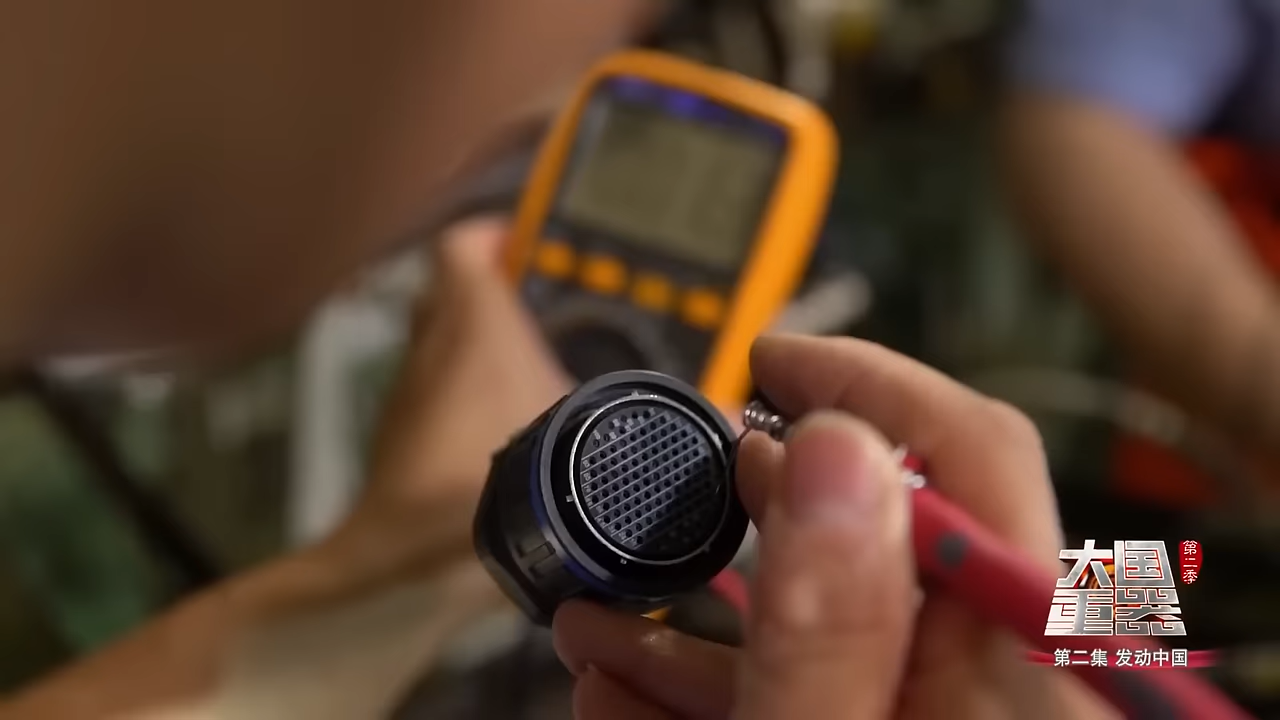 大国
重器
第二季
第二集 发动中国